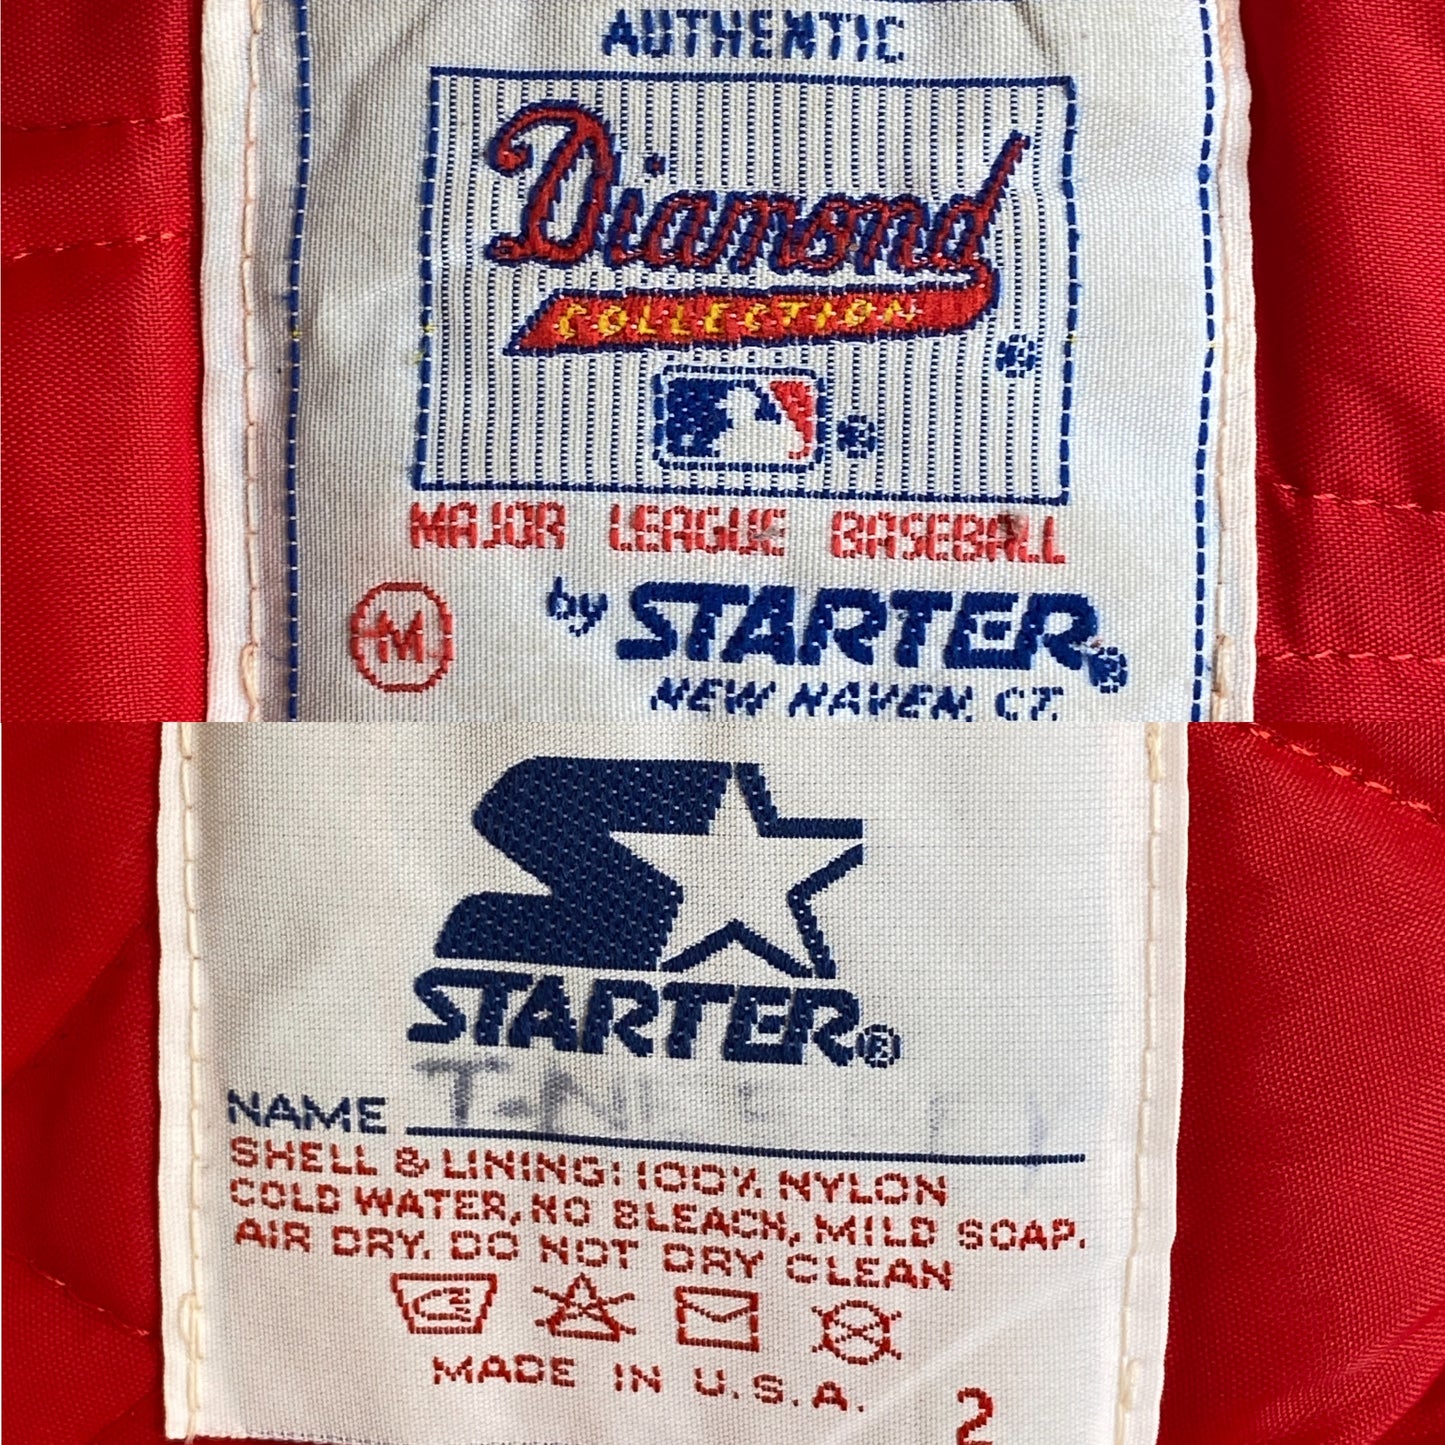 AUTHENTIC
Diamond
COLLECTION
®
®
MAJOR LEAGUE BASEBALL
M
by STARTER®
NEW HAVEN, CT.
STARTER®
NAME
SHELL & LINING: 100% NYLON
COLD WATER, NO BLEACH, MILD SOAP.
AIR DRY. DO NOT DRY CLEAN
MADE IN U.S.A.
2